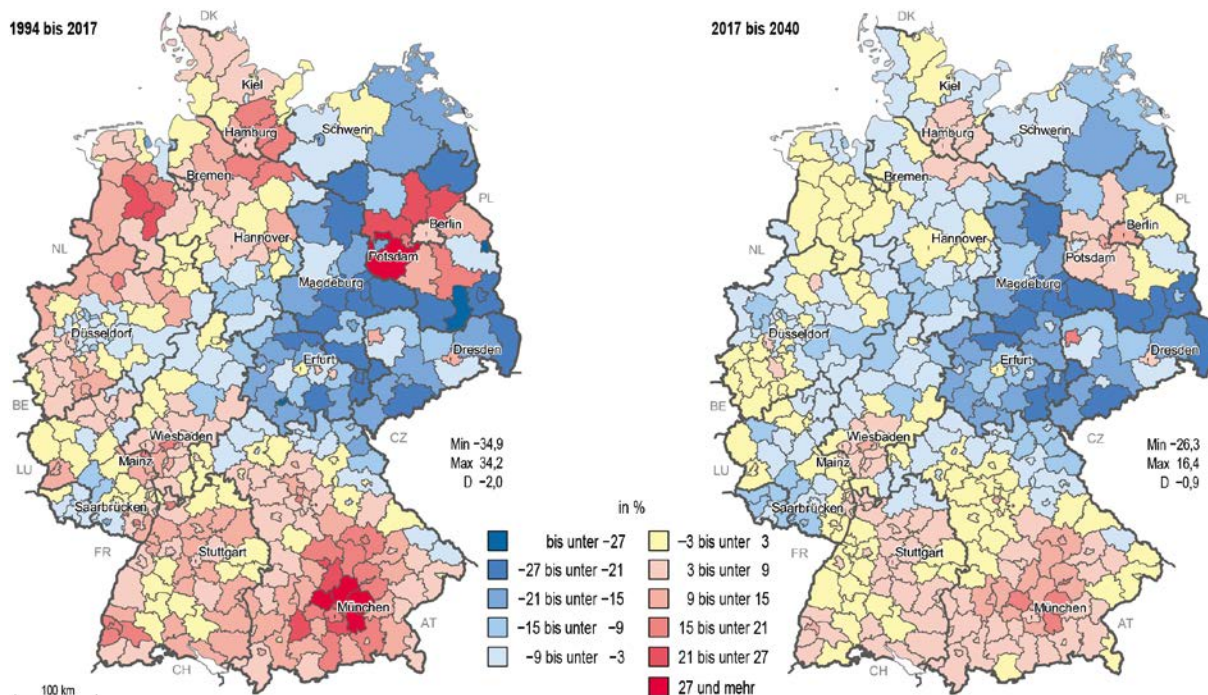 1994 bis 2017
DK
Kiel
Hamburg
Schwerin
Bremen
PL
Berlin
Hannover
NL
Potsdam
Magdeburg
Düsseldorf
Dresden
Erfurt
BE
Wiesbaden
CZ
Mainz
LU
Saarbrücken
FR
Stuttgart
München
AT
CH
100 km
Min −34,9
Max 34,2
D −2,0
in %
bis unter −27
−27 bis unter −21
−21 bis unter −15
−15 bis unter −9
−9 bis unter −3
−3 bis unter 3
3 bis unter 9
9 bis unter 15
15 bis unter 21
21 bis unter 27
27 und mehr
2017 bis 2040
DK
Kiel
Hamburg
Schwerin
Bremen
PL
Berlin
Hannover
NL
Potsdam
Magdeburg
Düsseldorf
Dresden
Erfurt
BE
Wiesbaden
CZ
Mainz
LU
Saarbrücken
FR
Stuttgart
München
AT
CH
Min −26,3
Max 16,4
D −0,9